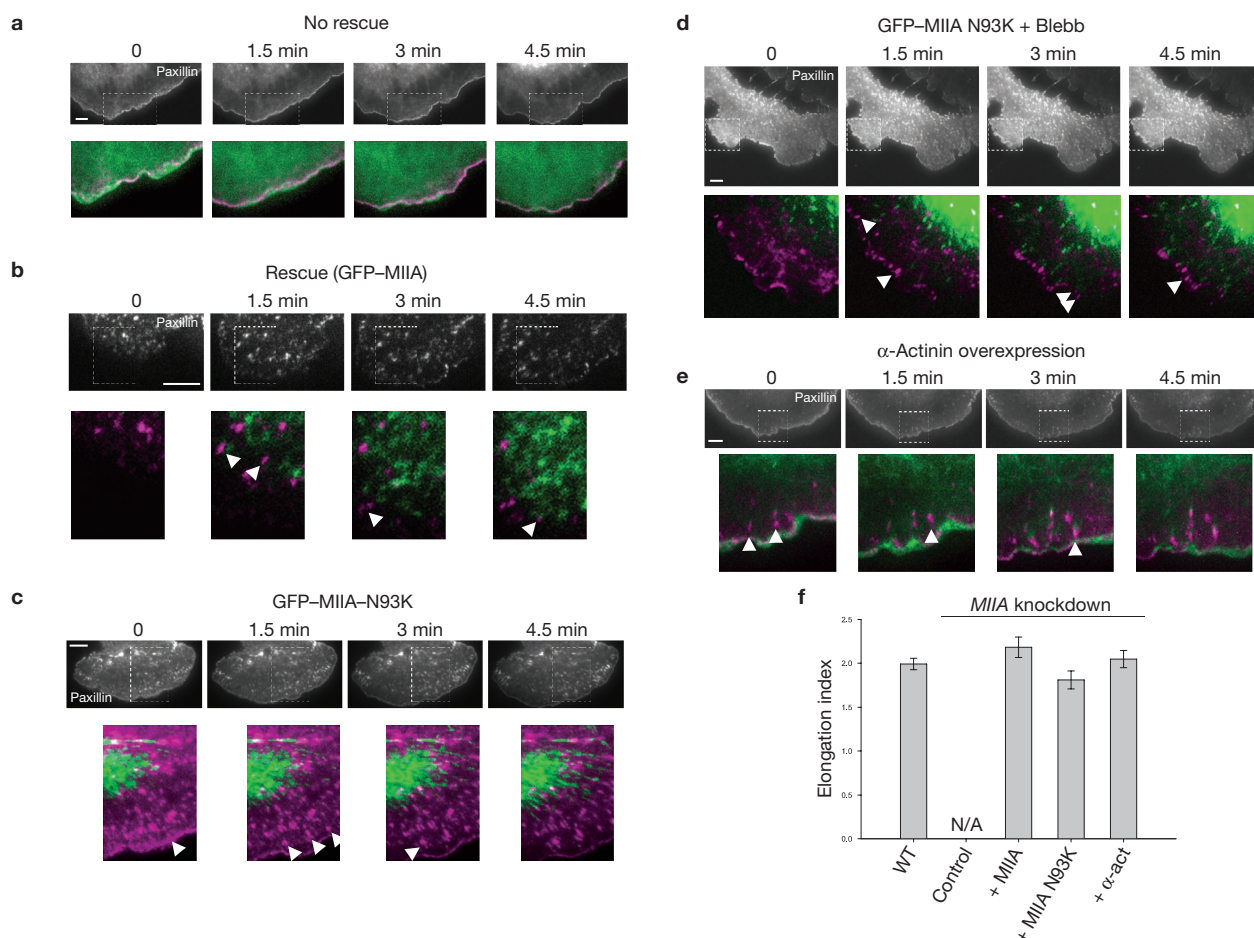 a
No rescue
0 1.5 min 3 min 4.5 min
Paxillin
b
Rescue (GFP–MIIA)
0 1.5 min 3 min 4.5 min
Paxillin
c
GFP–MIIA–N93K
0 1.5 min 3 min 4.5 min
Paxillin
d
GFP–MIIA N93K + Blebb
0 1.5 min 3 min 4.5 min
Paxillin
α-Actinin overexpression
e
0 1.5 min 3 min 4.5 min
Paxillin
f
MIIA knockdown
2.5
2.0
1.5
1.0
0.5
0.0
Elongation index
N/A
WT
Control
+ MIIA
+ MIIA N93K
+ α-act